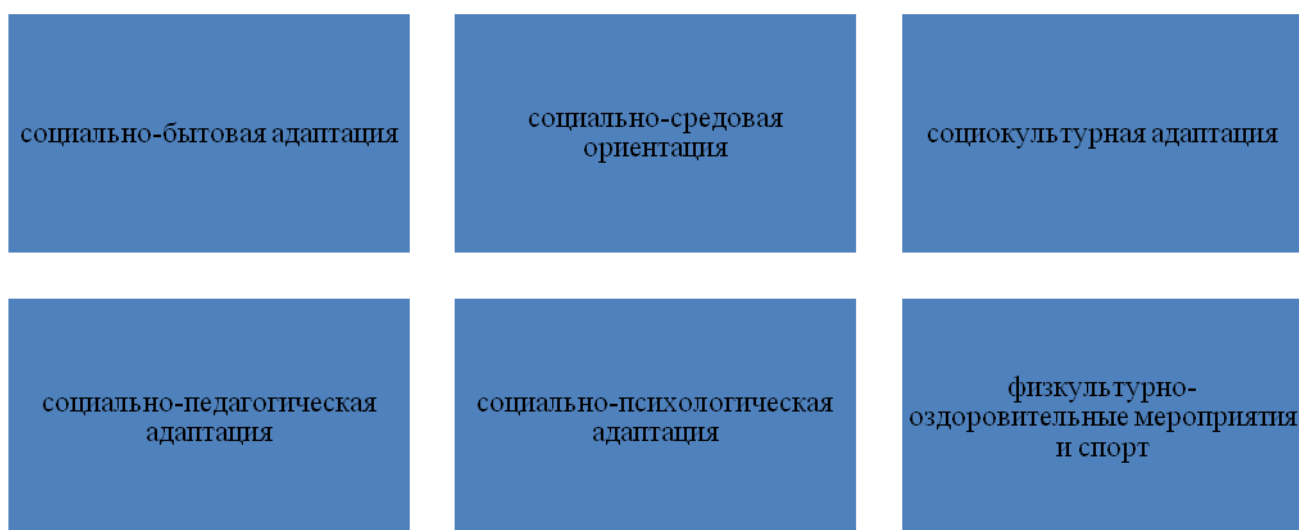 социально-бытовая адаптация
социально-средовая
ориентация
социокультурная адаптация
социально-педагогическая
адаптация
социально-психологическая
адаптация
физкультурно-
оздоровительные мероприятия
и спорт